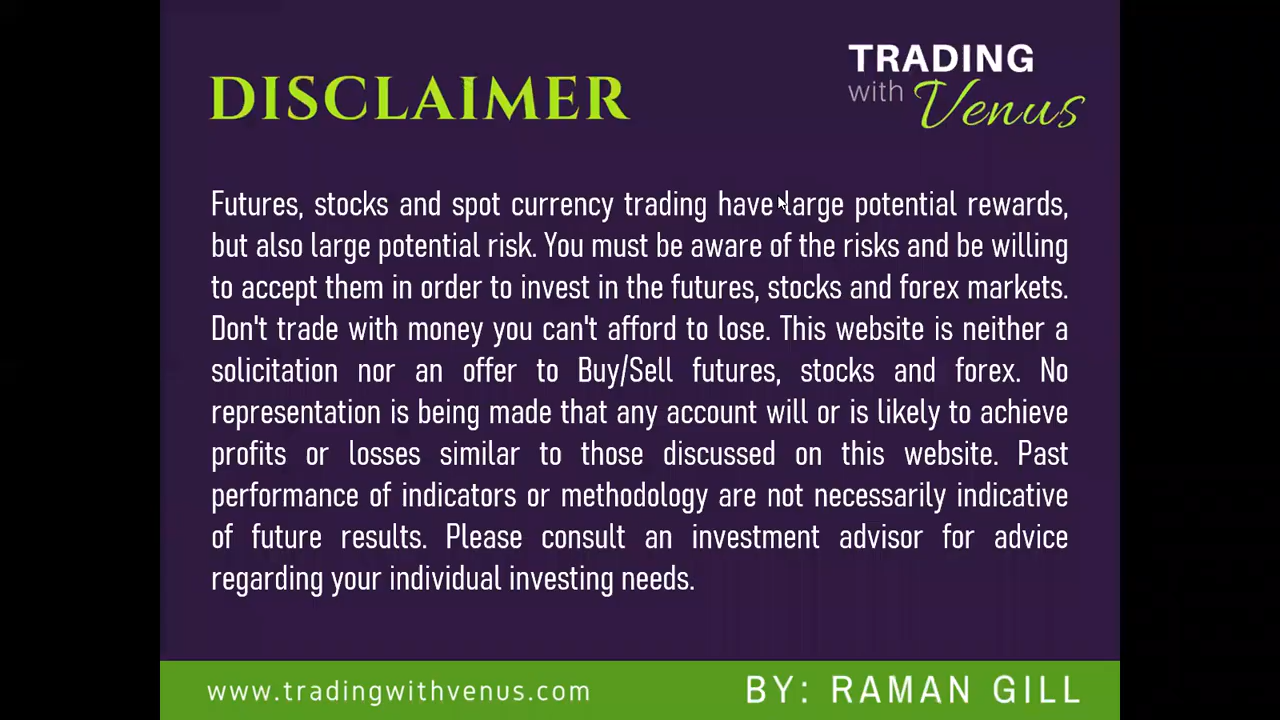 DISCLAIMER
TRADING
with Venus
Futures, stocks and spot currency trading have large potential rewards,
but also large potential risk. You must be aware of the risks and be willing
to accept them in order to invest in the futures, stocks and forex markets.
Don't trade with money you can't afford to lose. This website is neither a
solicitation nor an offer to Buy/Sell futures, stocks and forex. No
representation is being made that any account will or is likely to achieve
profits or losses similar to those discussed on this website. Past
performance of indicators or methodology are not necessarily indicative
of future results. Please consult an investment advisor for advice
regarding your individual investing needs.
www.tradingwithvenus.com
BY: RAMAN GILL